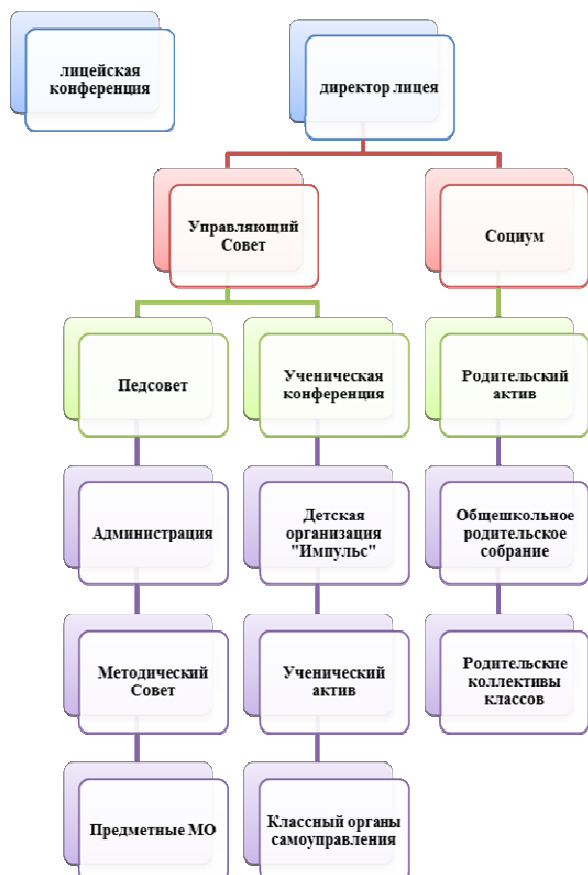 лицейская
конференция
директор лицея
Управляющий
Совет
Социум
Педсовет
Ученическая
конференция
Родительский
актив
Администрация
Детская
организация
"Импульс"
Общешкольное
родительское
собрание
Методический
Совет
Ученический
актив
Родительские
коллективы
классов
Предметные МО
Классный органы
самоуправления